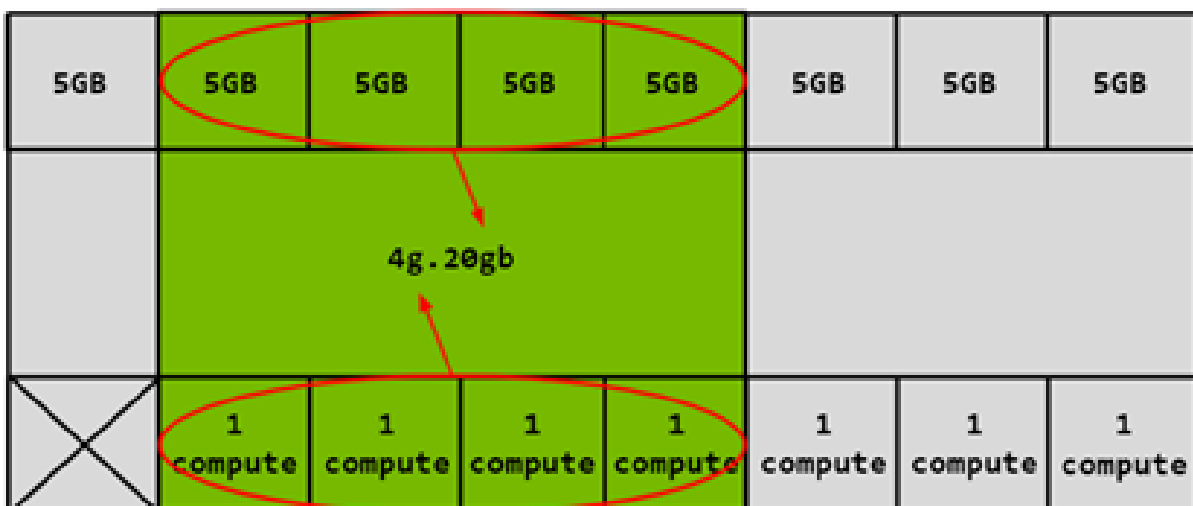 5GB 5GB 5GB 5GB 5GB 5GB 5GB 5GB
4g.20gb
1 1 1 1 1 1 1
compute compute compute compute compute compute compute